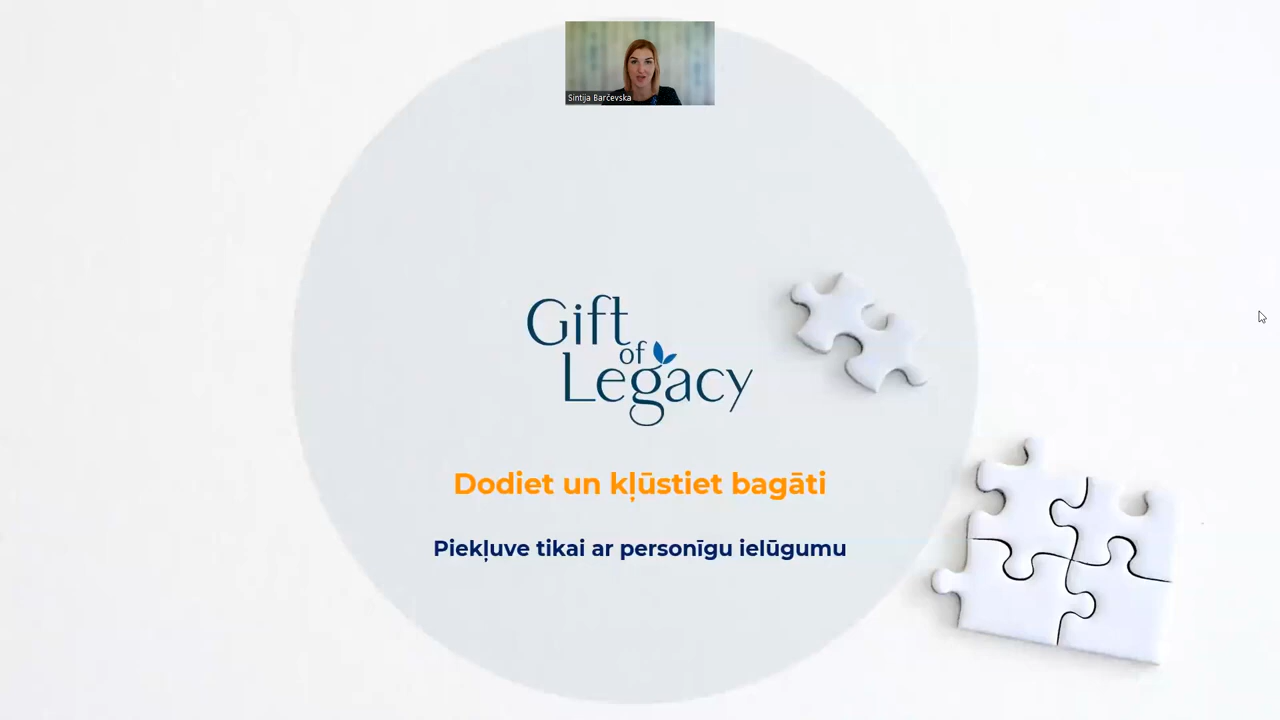 Sintija Barčevska
Gift
of
Legacy
Dodiet un kļūstiet bagāti
Piekļuve tikai ar personīgu ielūgumu